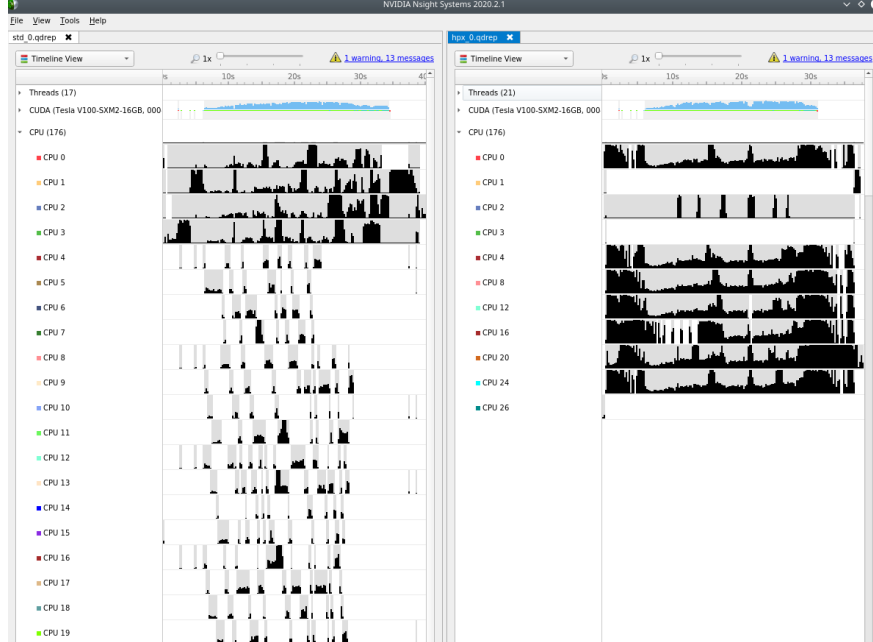 NVIDIA Nsight Systems 2020.2.1
File View Tools Help
std_0.qdrep
Timeline View
1x
1 warning, 13 messages
10s 20s 30s
Threads (17)
CUDA (Tesla V100-SXM2-16GB, 000
CPU (176)
CPU 0
CPU 1
CPU 2
CPU 3
CPU 4
CPU 5
CPU 6
CPU 7
CPU 8
CPU 9
CPU 10
CPU 11
CPU 12
CPU 13
CPU 14
CPU 15
CPU 16
CPU 17
CPU 18
CPU 19
hpx_0.qdrep
Timeline View
1x
1 warning, 13 messages
10s 20s 30s
Threads (21)
CUDA (Tesla V100-SXM2-16GB, 000
CPU (176)
CPU 0
CPU 1
CPU 2
CPU 3
CPU 4
CPU 8
CPU 12
CPU 16
CPU 20
CPU 24
CPU 26